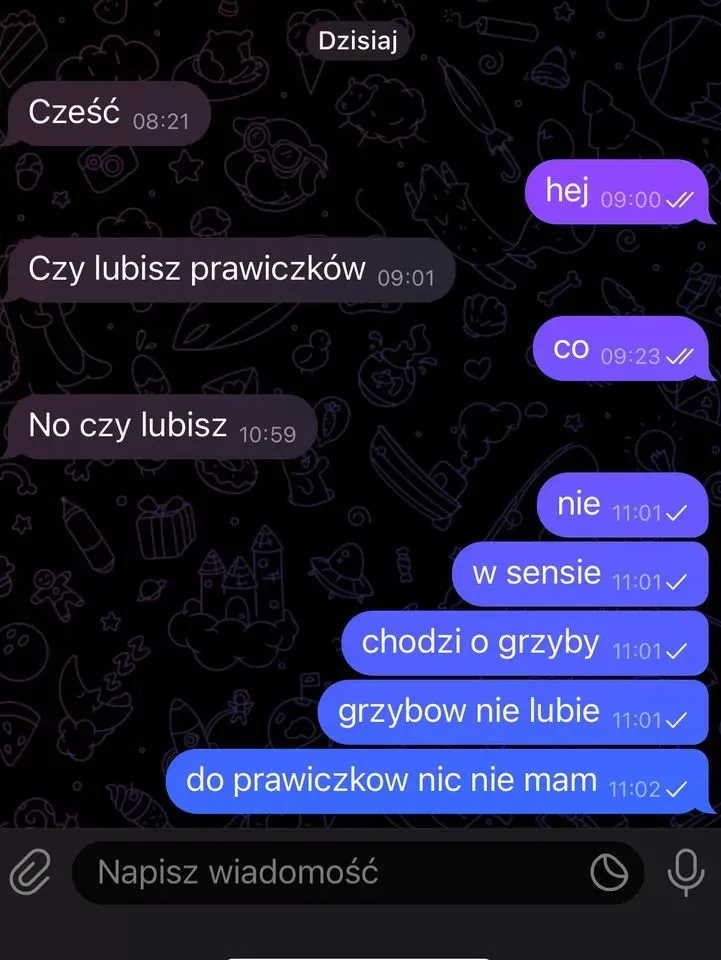 Dzisiaj
Cześć 08:21
hej 09:00
Czy lubisz prawiczków 09:01
co 09:23
No czy lubisz 10:59
nie 11:01
w sensie 11:01
chodzi o grzyby 11:01
grzybow nie lubie 11:01
do prawiczkow nic nie mam 11:02
Napisz wiadomość